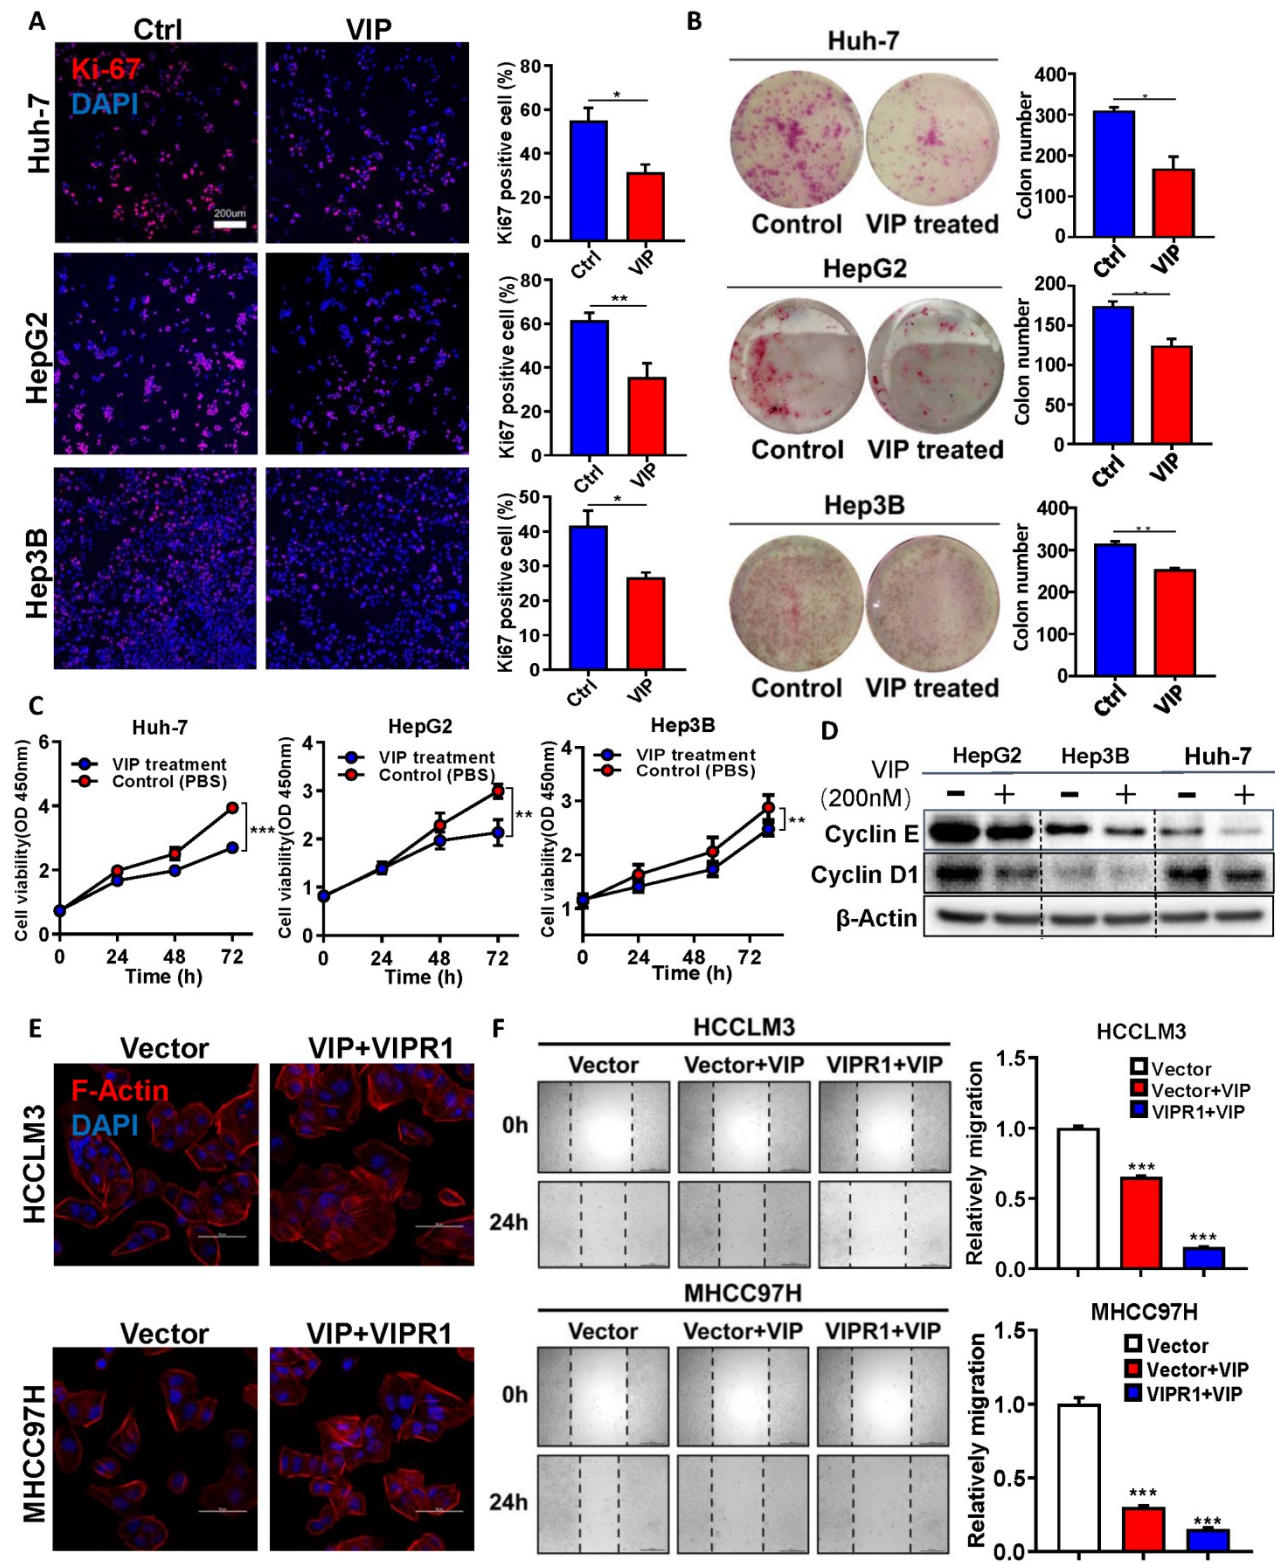 A
Ctrl
VIP
Ki-67
DAPI
Huh-7
200um
HepG2
Hep3B
Ki67 positive cell (%)
80
60
40
20
0
*
Ctrl
VIP
Ki67 positive cell (%)
80
60
40
20
0
**
Ctrl
VIP
Ki67 positive cell (%)
50
40
30
20
10
0
*
Ctrl
VIP
B
Huh-7
Control
VIP treated
Colon number
400
300
200
100
0
*
Ctrl
VIP
HepG2
Control
VIP treated
Colon number
200
150
100
50
0
**
Ctrl
VIP
Hep3B
Control
VIP treated
Colon number
400
300
200
100
0
**
Ctrl
VIP
C
Huh-7
Cell viability(OD 450nm)
6
4
2
0
VIP treatment
Control (PBS)
***
0 24 48 72
Time (h)
HepG2
Cell viability(OD 450nm)
4
3
2
1
0
VIP treatment
Control (PBS)
**
0 24 48 72
Time (h)
Hep3B
Cell viability(OD 450nm)
4
3
2
1
VIP treatment
Control (PBS)
**
0 24 48 72
Time (h)
D
HepG2 Hep3B Huh-7
VIP
(200nM) − + − + − +
Cyclin E
Cyclin D1
β-Actin
E
Vector
VIP+VIPR1
F-Actin
DAPI
HCCLM3
Vector
VIP+VIPR1
MHCC97H
F
HCCLM3
Vector Vector+VIP VIPR1+VIP
0h
24h
HCCLM3
Relatively migration
1.5
1.0
0.5
0.0
Vector
Vector+VIP
VIPR1+VIP
***
***
MHCC97H
Vector Vector+VIP VIPR1+VIP
0h
24h
MHCC97H
Relatively migration
1.5
1.0
0.5
0.0
Vector
Vector+VIP
VIPR1+VIP
***
***